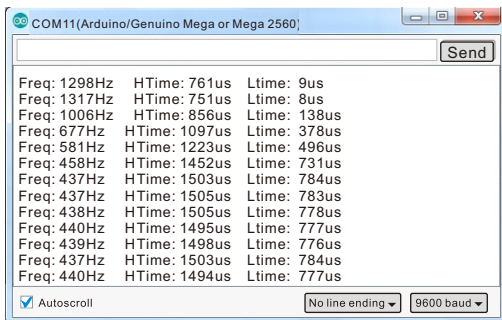 COM11(Arduino/Genuino Mega or Mega 2560)
Send
Freq: 1298Hz HTime: 761us Ltime: 9us
Freq: 1317Hz HTime: 751us Ltime: 8us
Freq: 1006Hz HTime: 856us Ltime: 138us
Freq: 677Hz HTime: 1097us Ltime: 378us
Freq: 581Hz HTime: 1223us Ltime: 496us
Freq: 458Hz HTime: 1452us Ltime: 731us
Freq: 437Hz HTime: 1503us Ltime: 784us
Freq: 437Hz HTime: 1505us Ltime: 783us
Freq: 438Hz HTime: 1505us Ltime: 778us
Freq: 440Hz HTime: 1495us Ltime: 777us
Freq: 439Hz HTime: 1498us Ltime: 776us
Freq: 437Hz HTime: 1503us Ltime: 784us
Freq: 440Hz HTime: 1494us Ltime: 777us
Autoscroll No line ending 9600 baud